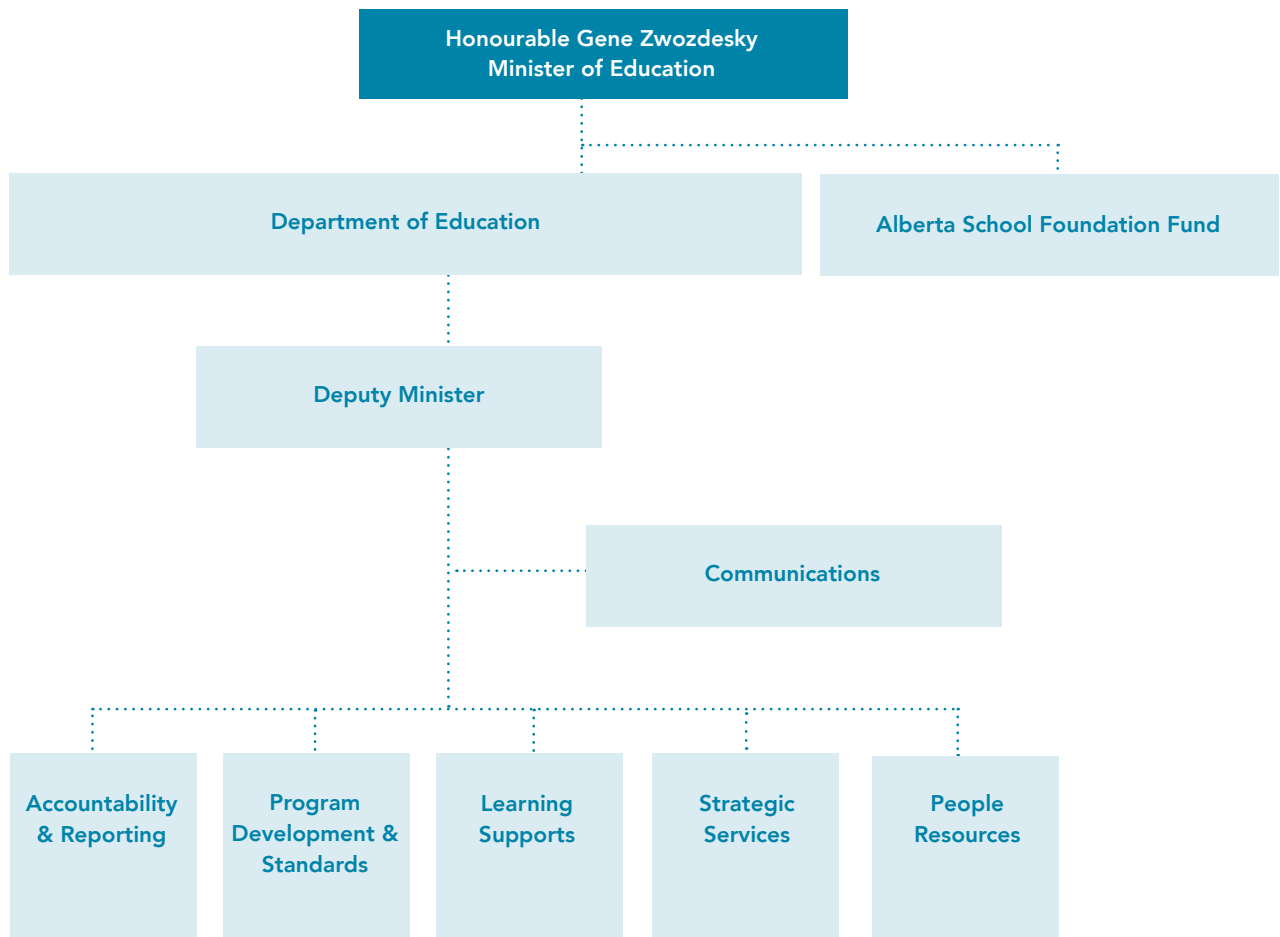 Honourable Gene Zwozdesky
Minister of Education
Department of Education
Alberta School Foundation Fund
Deputy Minister
Communications
Accountability
& Reporting
Program
Development &
Standards
Learning
Supports
Strategic
Services
People
Resources